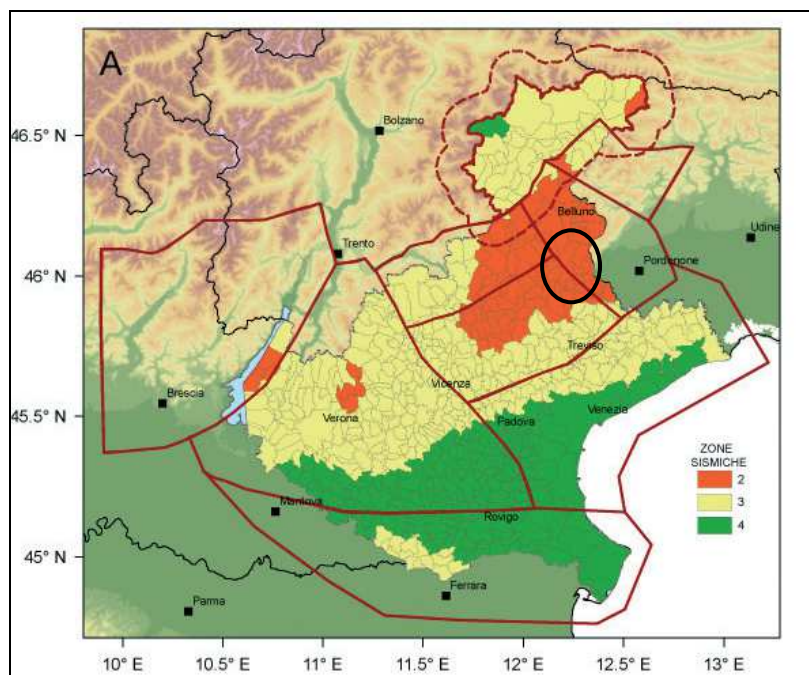 A
46.5° N
46° N
45.5° N
45° N
10° E
10.5° E
11° E
11.5° E
12° E
12.5° E
13° E
Bolzano
Trento
Belluno
Udine
Pordenone
Brescia
Verona
Vicenza
Treviso
Padova
Venezia
Mantova
Rovigo
Parma
Ferrara
ZONE
SISMICHE
2
3
4